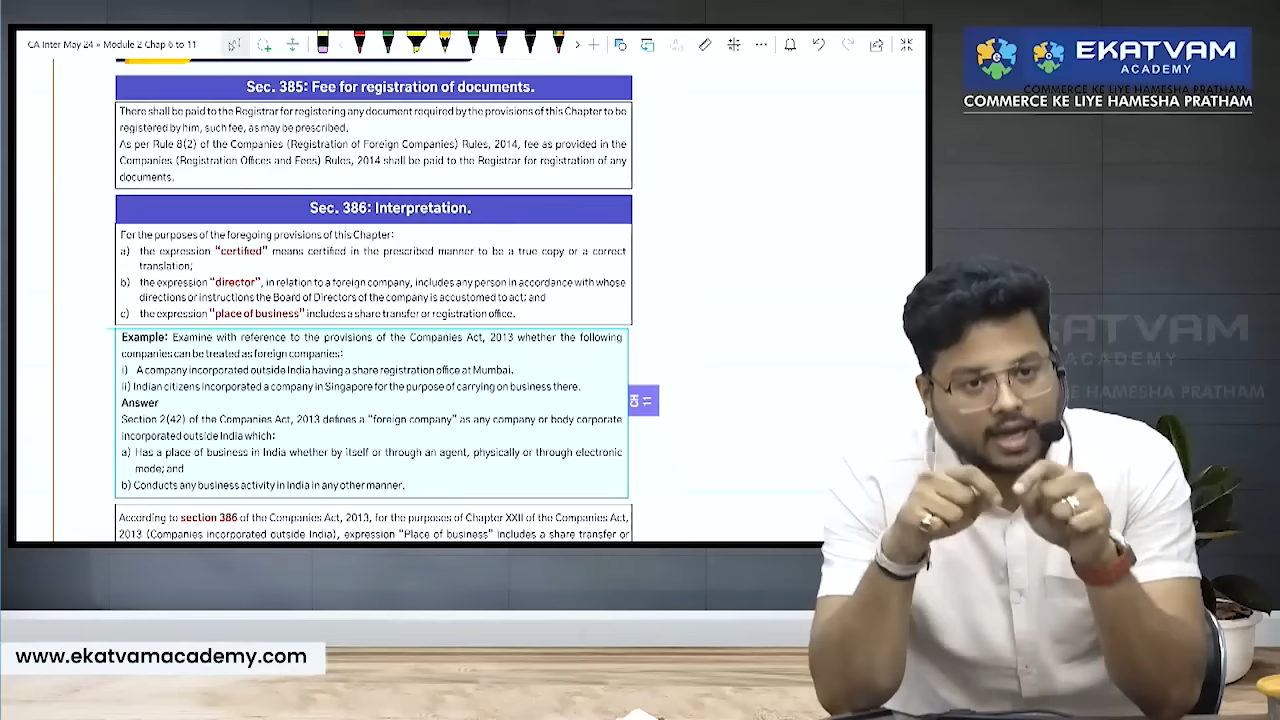 CA Inter May 24 » Module 2 Chap 6 to 11
Sec. 385: Fee for registration of documents.
There shall be paid to the Registrar for registering any document required by the provisions of this Chapter to be
registered by him, such fee, as may be prescribed.
As per Rule 8(2) of the Companies (Registration of Foreign Companies) Rules, 2014, fee as provided in the
Companies (Registration Offices and Fees) Rules, 2014 shall be paid to the Registrar for registration of any
documents.
Sec. 386: Interpretation.
For the purposes of the foregoing provisions of this Chapter:
a) the expression "certified" means certified in the prescribed manner to be a true copy or a correct
translation;
b) the expression "director", in relation to a foreign company, includes any person in accordance with whose
directions or instructions the Board of Directors of the company is accustomed to act; and
c) the expression "place of business" includes a share transfer or registration office.
Example: Examine with reference to the provisions of the Companies Act, 2013 whether the following
companies can be treated as foreign companies:
i) A company incorporated outside India having a share registration office at Mumbai.
ii) Indian citizens incorporated a company in Singapore for the purpose of carrying on business there.
Answer
Section 2(42) of the Companies Act, 2013 defines a "foreign company" as any company or body corporate
incorporated outside India which:
a) Has a place of business in India whether by itself or through an agent, physically or through electronic
mode; and
b) Conducts any business activity in India in any other manner.
According to section 386 of the Companies Act, 2013, for the purposes of Chapter XXII of the Companies Act,
2013 (Companies incorporated outside India), expression "Place of business" includes a share transfer or
CH
11
EKATVAM
ACADEMY
COMMERCE KE LIYE HAMESHA PRATHAM
COMMERCE KE LIYE HAMESHA PRATHAM
KATVAM
ACADEMY
KE LIYE HAMESHA PRATHAM
www.ekatvamacademy.com